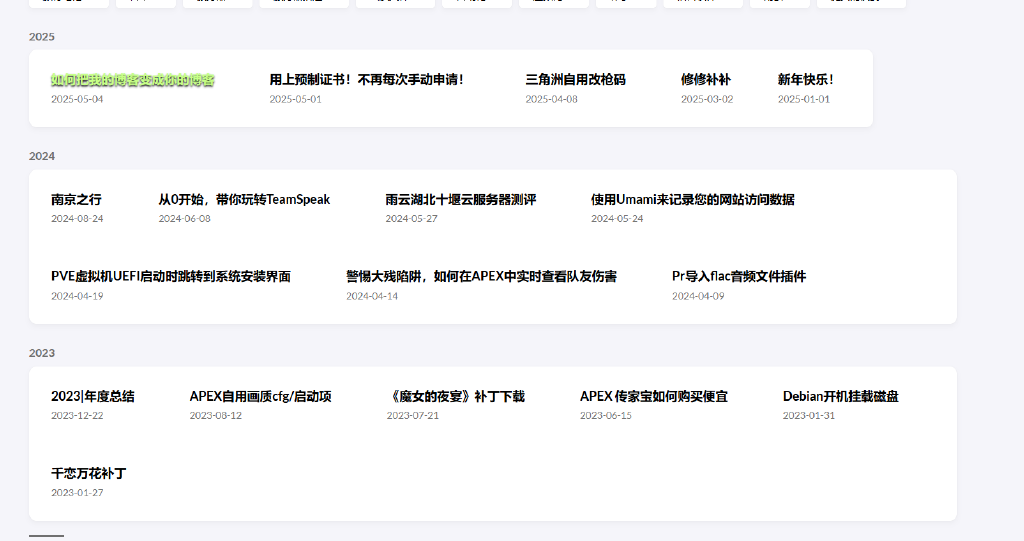 2025
如何把我的博客变成你的博客 用上预制证书！不再每次手动申请！ 三角洲自用改枪码 修修补补 新年快乐！
2025-05-04 2025-05-01 2025-04-08 2025-03-02 2025-01-01
2024
南京之行 从0开始，带你玩转TeamSpeak 雨云湖北十堰云服务器测评 使用Umami来记录您的网站访问数据
2024-08-24 2024-06-08 2024-05-27 2024-05-24
PVE虚拟机UEFI启动时跳转到系统安装界面 警惕大残陷阱，如何在APEX中实时查看队友伤害 Pr导入flac音频文件插件
2024-04-19 2024-04-14 2024-04-09
2023
2023|年度总结 APEX自用画质cfg/启动项 《魔女的夜宴》补丁下载 APEX 传家宝如何购买便宜 Debian开机挂载磁盘
2023-12-22 2023-08-12 2023-07-21 2023-06-15 2023-01-31
千恋万花补丁
2023-01-27